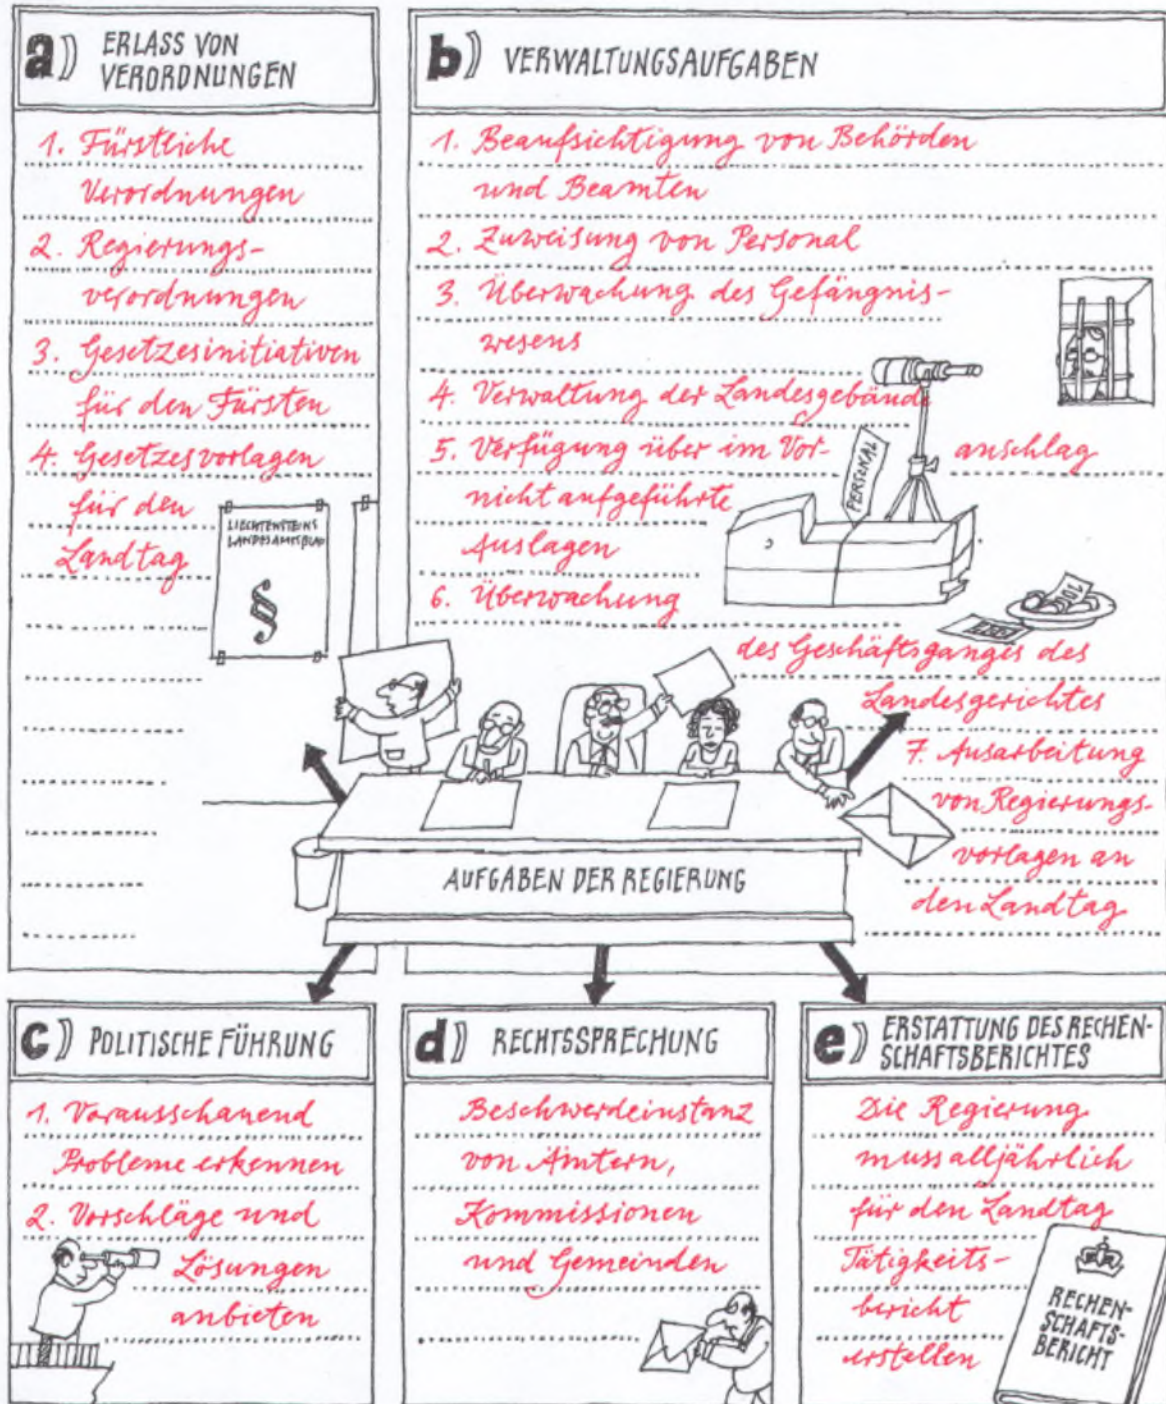 a) ERLASS VON
VERORDNUNGEN
1. Fürstliche
Verordnungen
2. Regierungs-
verordnungen
3. Gesetzesinitiativen
für den Fürsten
4. Gesetzesvorlagen
für den
Landtag
LIECHTENSTEINS
LANDESAMTSBLATT
§
b) VERWALTUNGSAUFGABEN
1. Beaufsichtigung von Behörden
und Beamten
2. Zuweisung von Personal
3. Überwachung des Gefängnis-
wesens
4. Verwaltung der Landesgebäude
5. Verfügung über im Vor- anschlag
nicht aufgeführte
Auslagen
PERSONAL
6. Überwachung
100
des Geschäftsganges des
Landesgerichtes
7. Ausarbeitung
von Regierungs-
vorlagen an
den Landtag
AUFGABEN DER REGIERUNG
c) POLITISCHE FÜHRUNG
1. Vorausschauend
Probleme erkennen
2. Vorschläge und
Lösungen
anbieten
d) RECHTSSPRECHUNG
Beschwerdeinstanz
von Ämtern,
Kommissionen
und Gemeinden
e) ERSTATTUNG DES RECHEN-
SCHAFTSBERICHTES
Die Regierung
muss alljährlich
für den Landtag
Tätigkeits-
bericht
erstellen
RECHEN-
SCHAFTS-
BERICHT